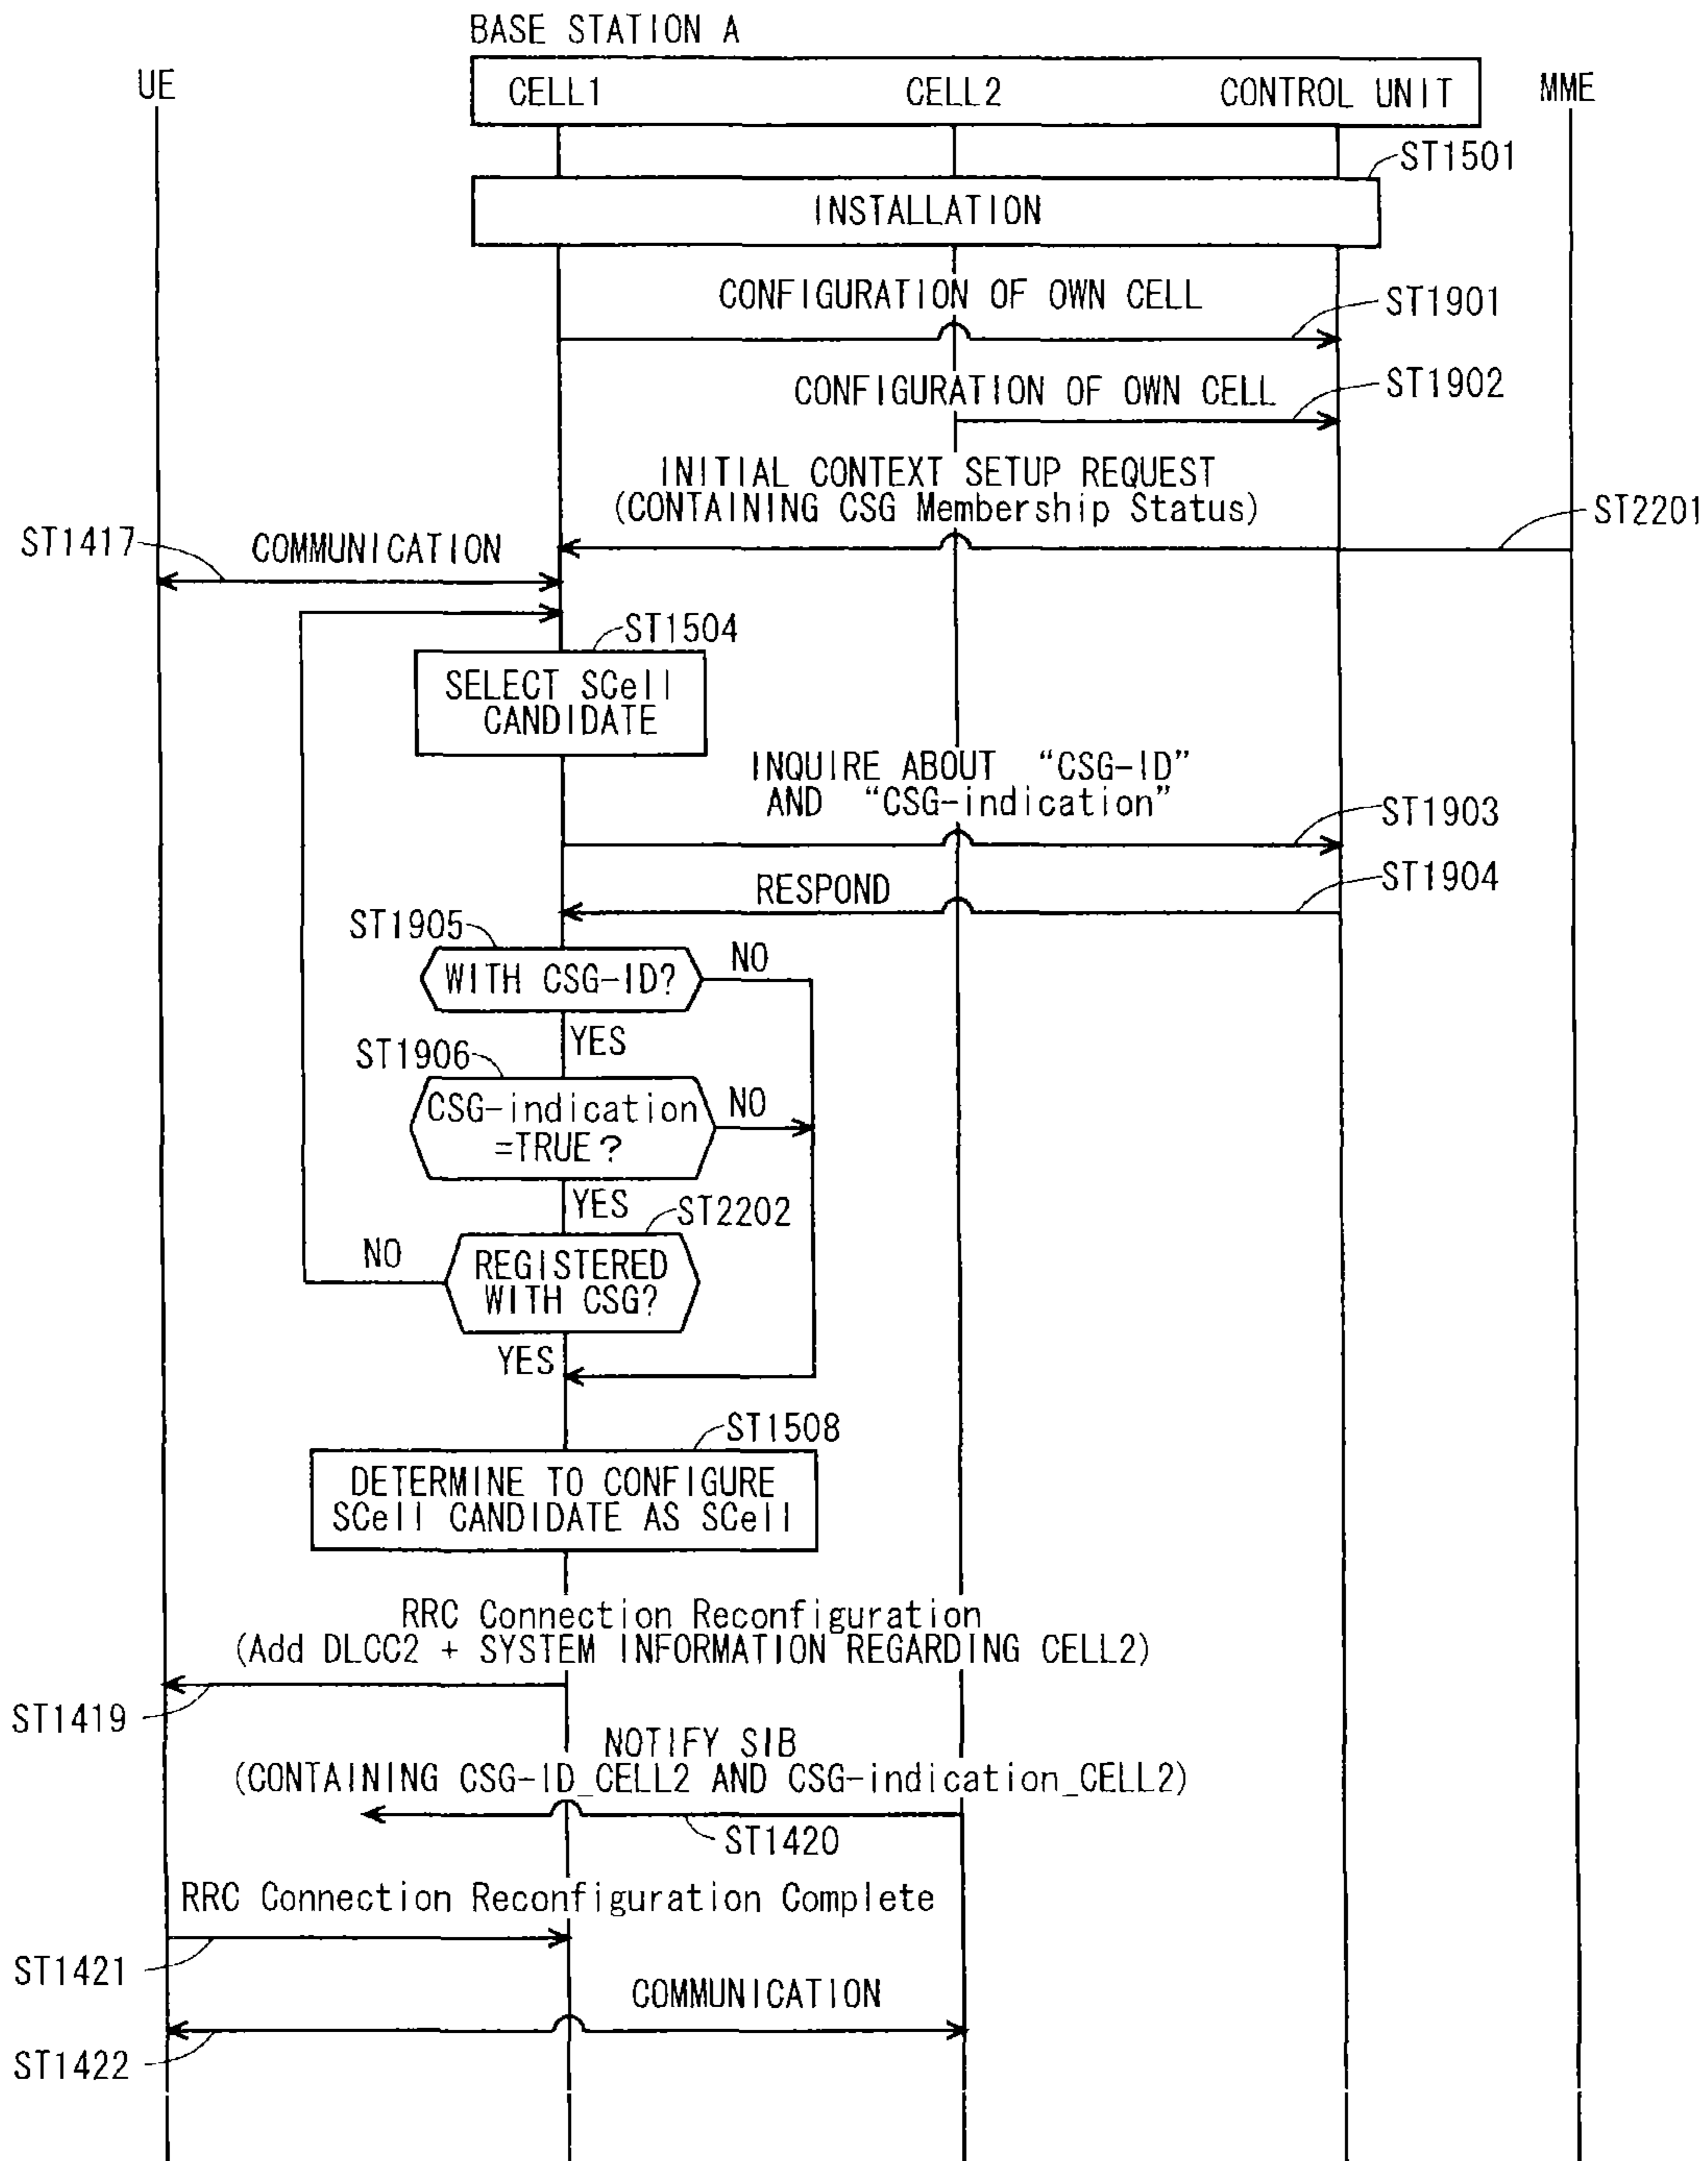 BASE STATION A
UE
CELL1
CELL2
CONTROL UNIT
MME
ST1501
INSTALLATION
CONFIGURATION OF OWN CELL
ST1901
CONFIGURATION OF OWN CELL
ST1902
INITIAL CONTEXT SETUP REQUEST
(CONTAINING CSG Membership Status)
ST2201
ST1417
COMMUNICATION
ST1504
SELECT SCell
CANDIDATE
INQUIRE ABOUT “CSG-ID”
AND “CSG-indication”
ST1903
RESPOND
ST1904
ST1905
WITH CSG-ID?
NO
YES
ST1906
CSG-indication
=TRUE?
NO
YES
ST2202
NO
REGISTERED
WITH CSG?
YES
ST1508
DETERMINE TO CONFIGURE
SCell CANDIDATE AS SCell
RRC Connection Reconfiguration
(Add DLCC2 + SYSTEM INFORMATION REGARDING CELL2)
ST1419
NOTIFY SIB
(CONTAINING CSG-ID_CELL2 AND CSG-indication_CELL2)
ST1420
RRC Connection Reconfiguration Complete
ST1421
COMMUNICATION
ST1422